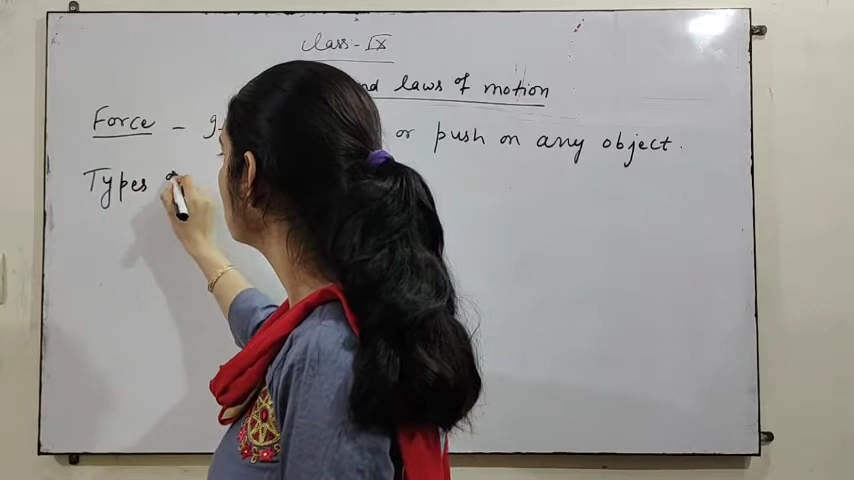 Class - IX
laws of motion
Force - or push on any object.
Types